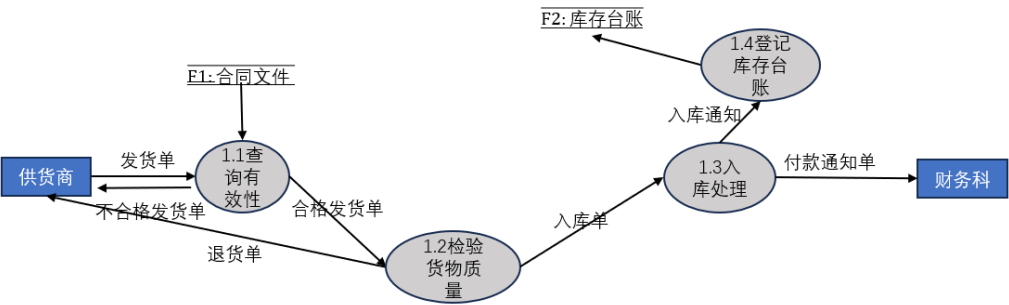 F2: 库存台账
1.4登记
库存台
账
F1: 合同文件
入库通知
供货商
发货单
1.1查
询有
效性
1.3入
库处理
付款通知单
财务科
不合格发货单
合格发货单
入库单
退货单
1.2检验
货物质
量